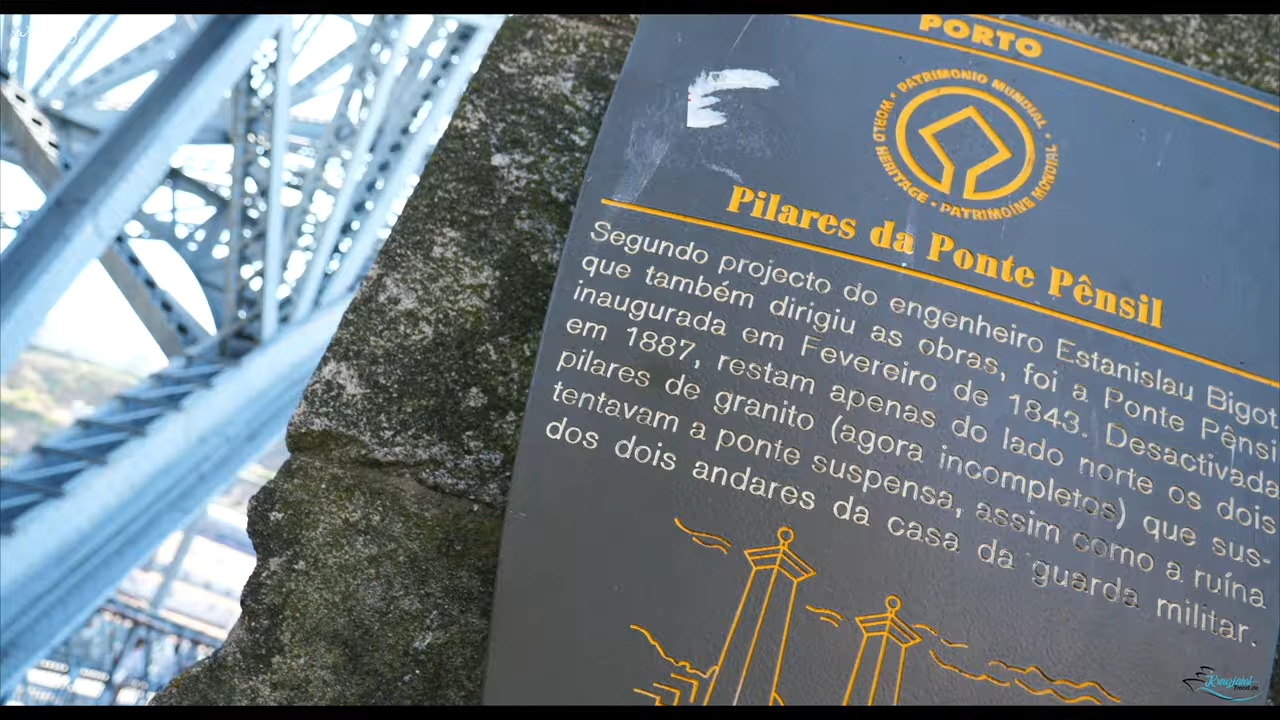 PORTO
PATRIMONIO MUNDIAL • WORLD HERITAGE • PATRIMOINE MONDIAL •
Pilares da Ponte Pênsil
Segundo projecto do engenheiro Estanislau Bigot
que também dirigiu as obras, foi a Ponte Pênsi
inaugurada em Fevereiro de 1843. Desactivada
em 1887, restam apenas do lado norte os dois
pilares de granito (agora incompletos) que sus-
tentavam a ponte suspensa, assim como a ruína
dos dois andares da casa da guarda militar.
Kreuzfahrt
Trend.de